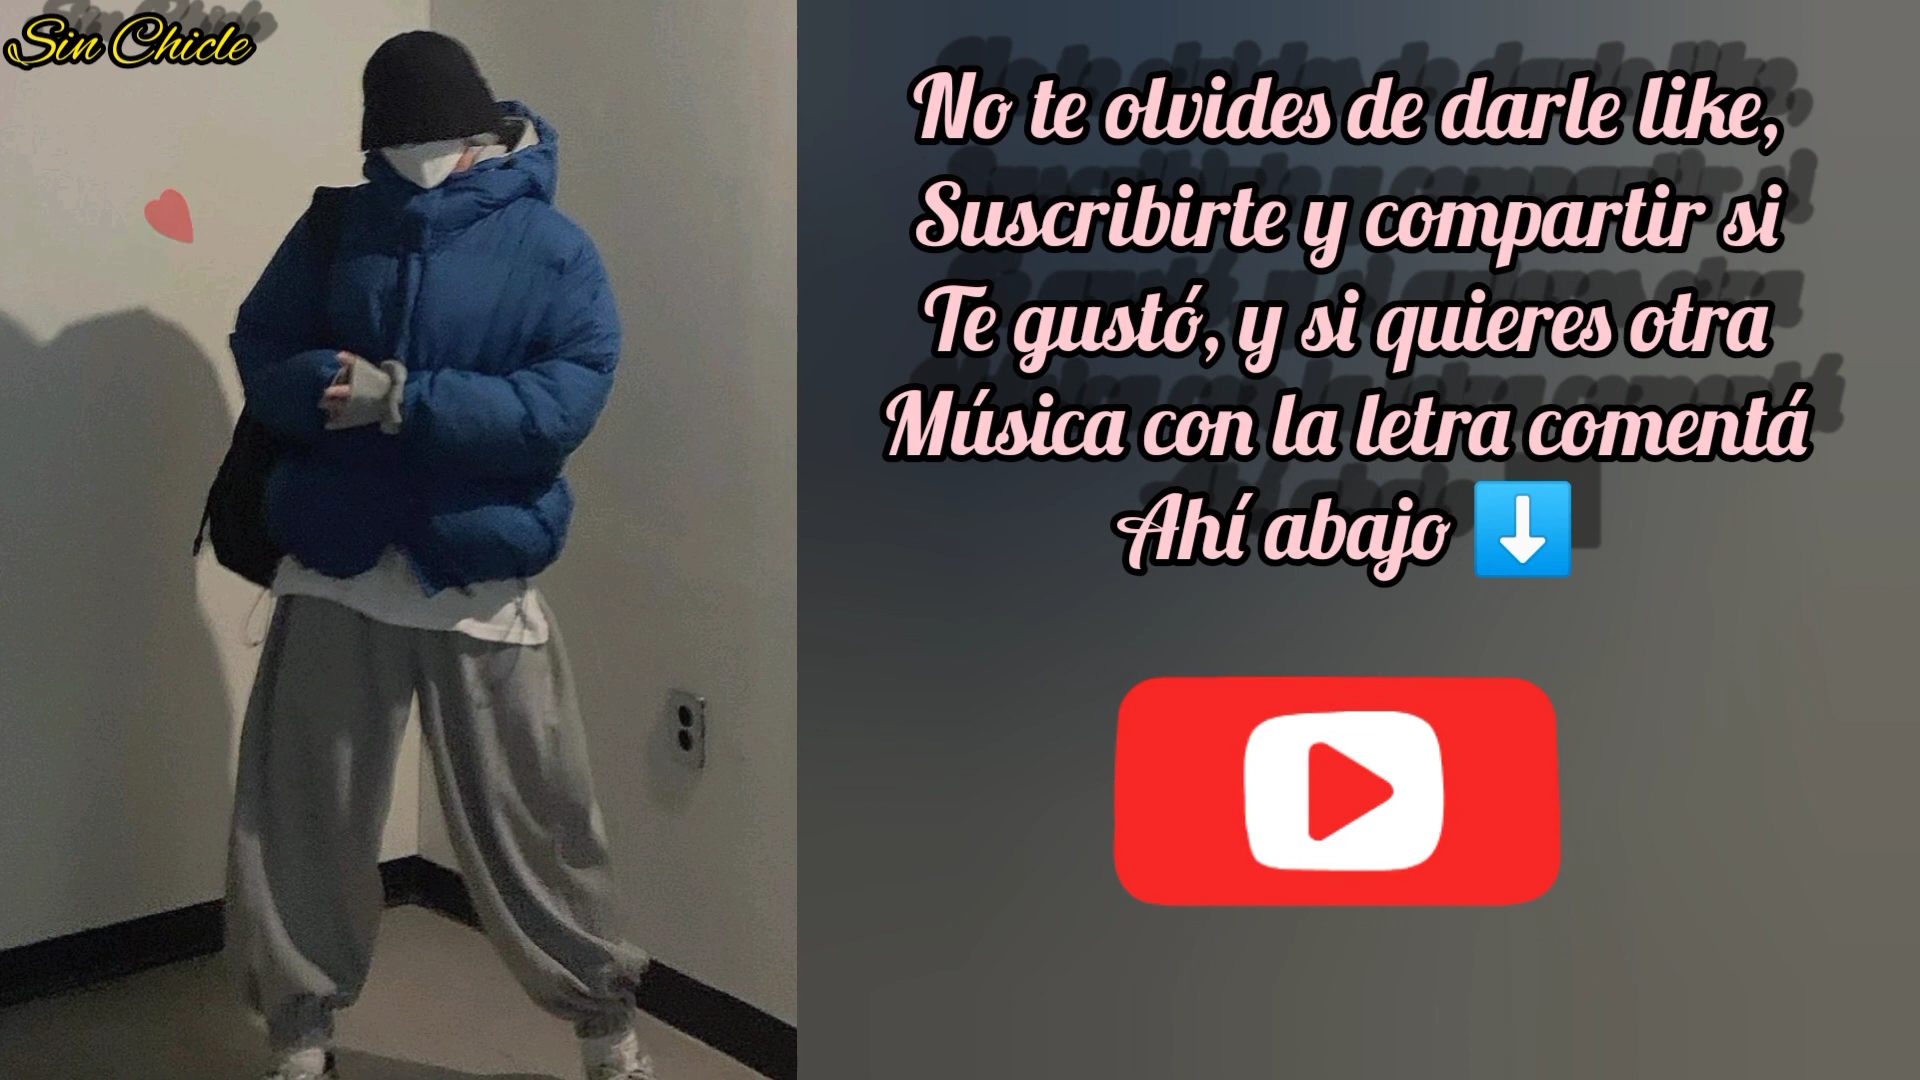 Sin Chicle
No te olvides de darle like,
Suscribirte y compartir si
Te gustó, y si quieres otra
Música con la letra comentá
Ahí abajo ⬇️